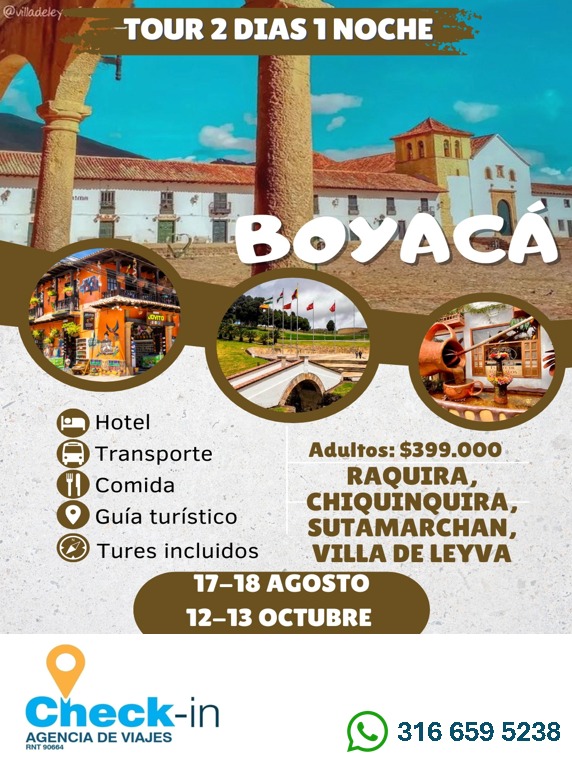 @villadeley
TOUR 2 DIAS 1 NOCHE
BOYACÁ
Hotel
Transporte
Comida
Guía turístico
Tures incluidos
Adultos: $399.000
RAQUIRA,
CHIQUINQUIRA,
SUTAMARCHAN,
VILLA DE LEYVA
17-18 AGOSTO
12-13 OCTUBRE
Check-in
AGENCIA DE VIAJES
RNT 90664
316 659 5238